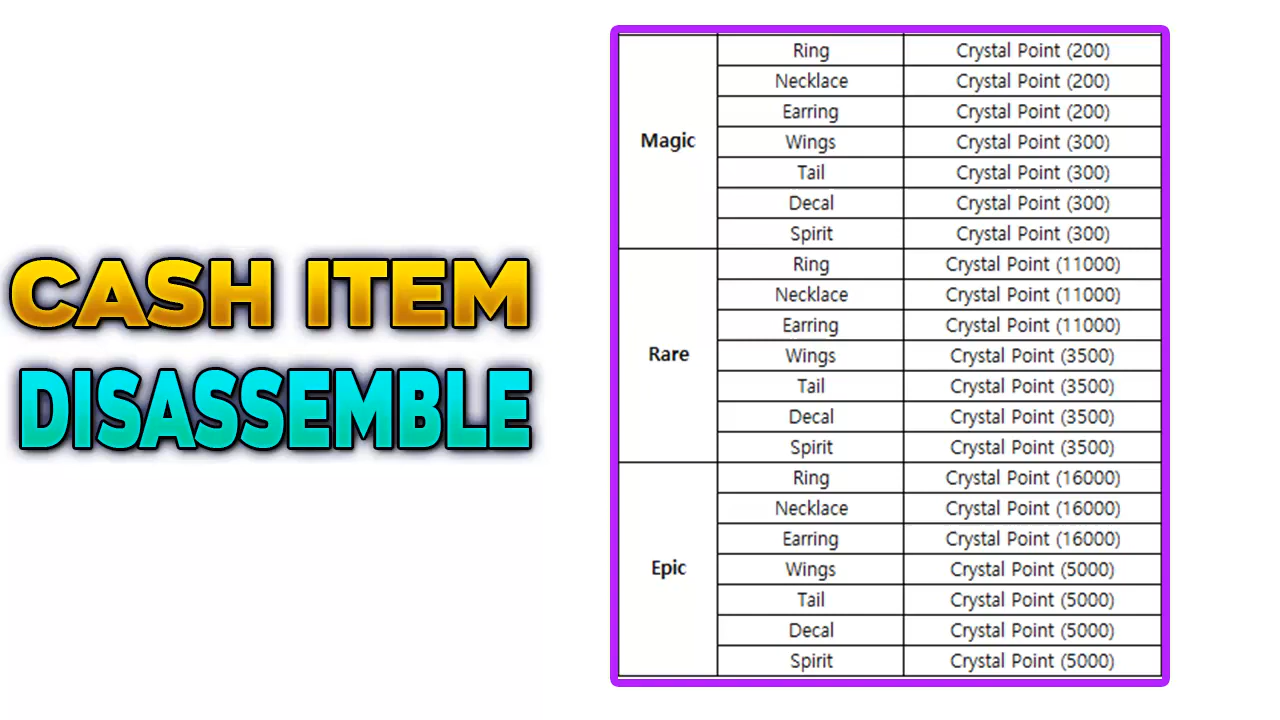 CASH ITEM
DISASSEMBLE
Magic
Ring Crystal Point (200)
Necklace Crystal Point (200)
Earring Crystal Point (200)
Wings Crystal Point (300)
Tail Crystal Point (300)
Decal Crystal Point (300)
Spirit Crystal Point (300)
Rare
Ring Crystal Point (11000)
Necklace Crystal Point (11000)
Earring Crystal Point (11000)
Wings Crystal Point (3500)
Tail Crystal Point (3500)
Decal Crystal Point (3500)
Spirit Crystal Point (3500)
Epic
Ring Crystal Point (16000)
Necklace Crystal Point (16000)
Earring Crystal Point (16000)
Wings Crystal Point (5000)
Tail Crystal Point (5000)
Decal Crystal Point (5000)
Spirit Crystal Point (5000)